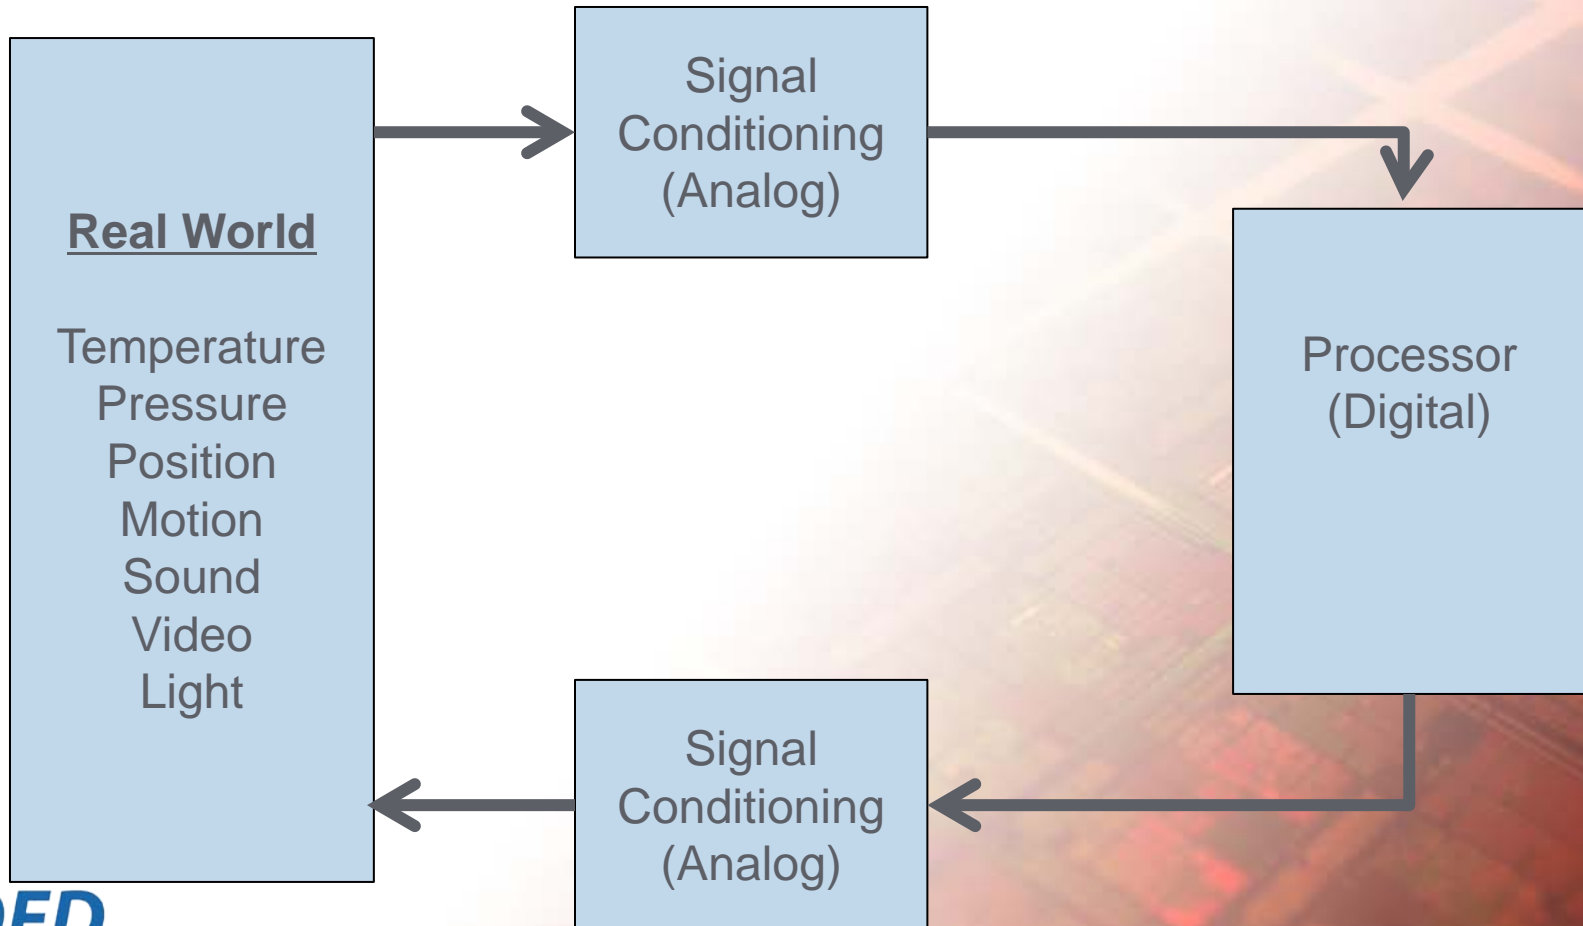 Real World
Temperature
Pressure
Position
Motion
Sound
Video
Light
Signal
Conditioning
(Analog)
Processor
(Digital)
Signal
Conditioning
(Analog)